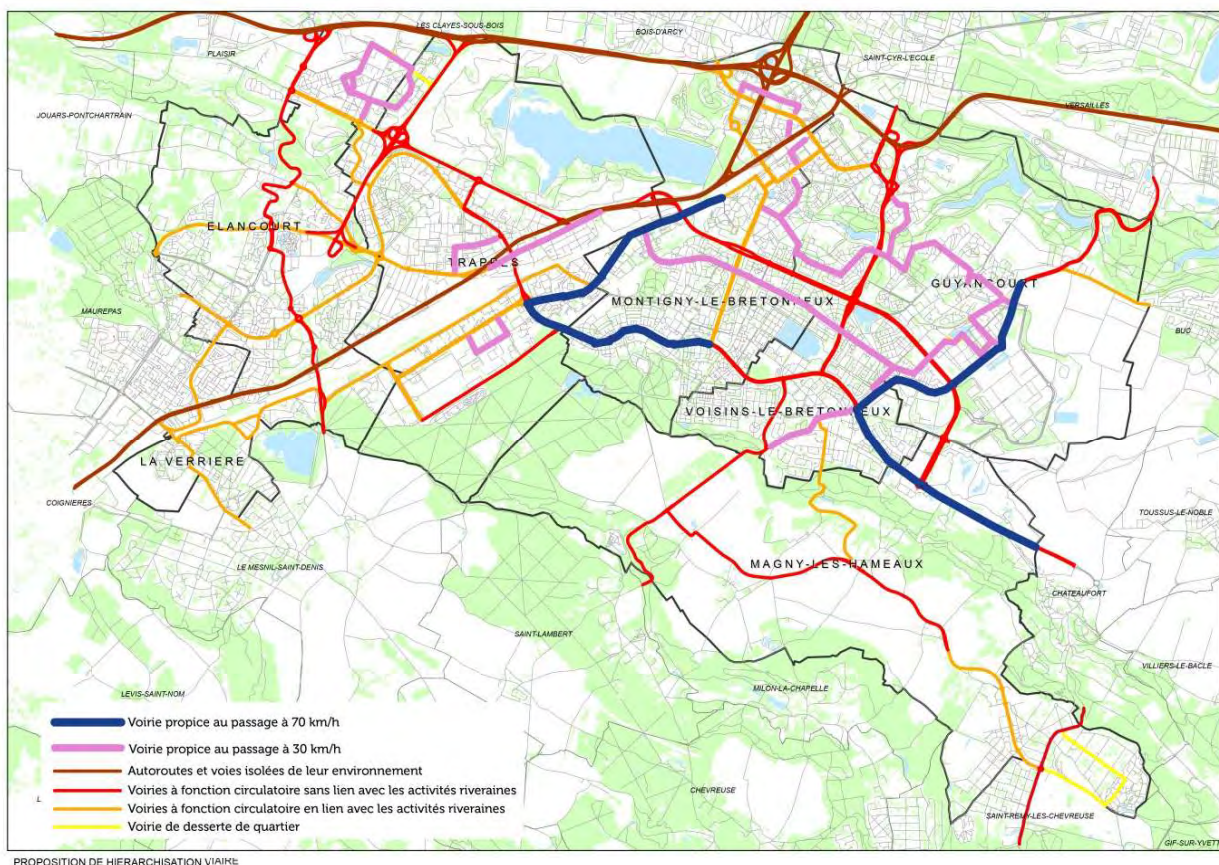 LES CLAYES-SOUS-BOIS
BOIS-D'ARCY
PLAISIR
SAINT-CYR-L'ECOLE
VERSAILLES
JOUARS-PONTCHARTRAIN
ELANCOURT
TRAPPES
GUYANCOURT
MONTIGNY-LE-BRETONNEUX
MAUREPAS
BUC
VOISINS-LE-BRETONNEUX
LA VERRIERE
COIGNIERES
TOUSSUS-LE-NOBLE
LE MESNIL-SAINT-DENIS
MAGNY-LES-HAMEAUX
CHATEAUFORT
SAINT-LAMBERT
VILLIERS-LE-BACLE
MILON-LA-CHAPELLE
LEVIS-SAINT-NOM
Voirie propice au passage à 70 km/h
Voirie propice au passage à 30 km/h
Autoroutes et voies isolées de leur environnement
Voiries à fonction circulatoire sans lien avec les activités riveraines
Voiries à fonction circulatoire en lien avec les activités riveraines
Voirie de desserte de quartier
L
CHEVREUSE
SAINT-REMY-LES-CHEVREUSE
GIF-SUR-YVETT
PROPOSITION DE HIERARCHISATION VIAIRE